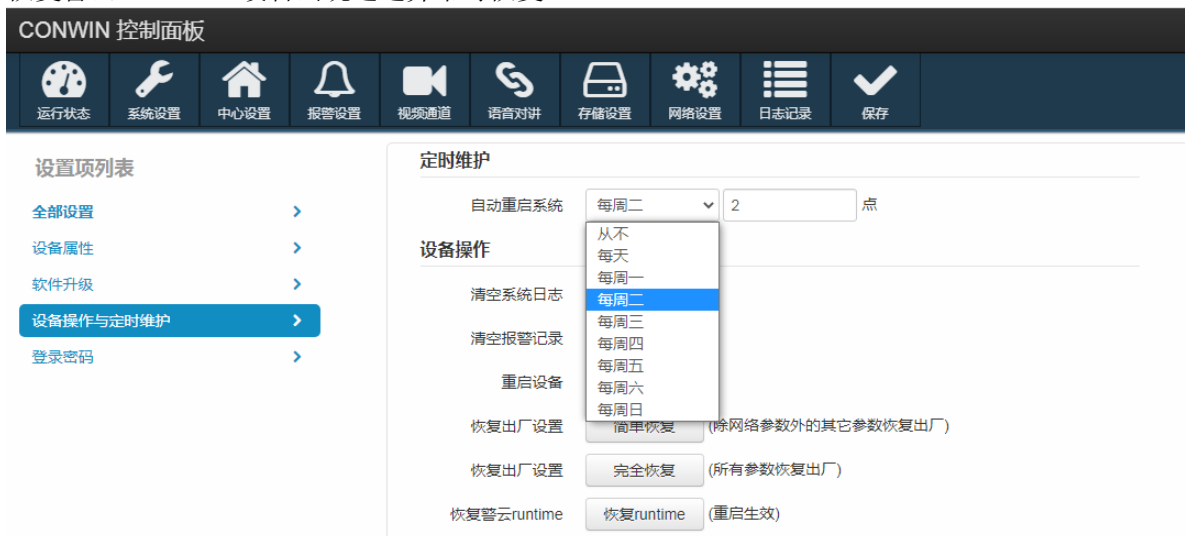 CONWIN 控制面板
运行状态 系统设置 中心设置 报警设置 视频通道 语音对讲 存储设置 网络设置 日志记录 保存
设置项列表
全部设置
设备属性
软件升级
设备操作与定时维护
登录密码
定时维护
自动重启系统 每周二 2 点
从不
每天
每周一
每周二
每周三
每周四
每周五
每周六
每周日
设备操作
清空系统日志
清空报警记录
重启设备
恢复出厂设置 简单恢复 (除网络参数外的其它参数恢复出厂)
恢复出厂设置 完全恢复 (所有参数恢复出厂)
恢复警云runtime 恢复runtime (重启生效)